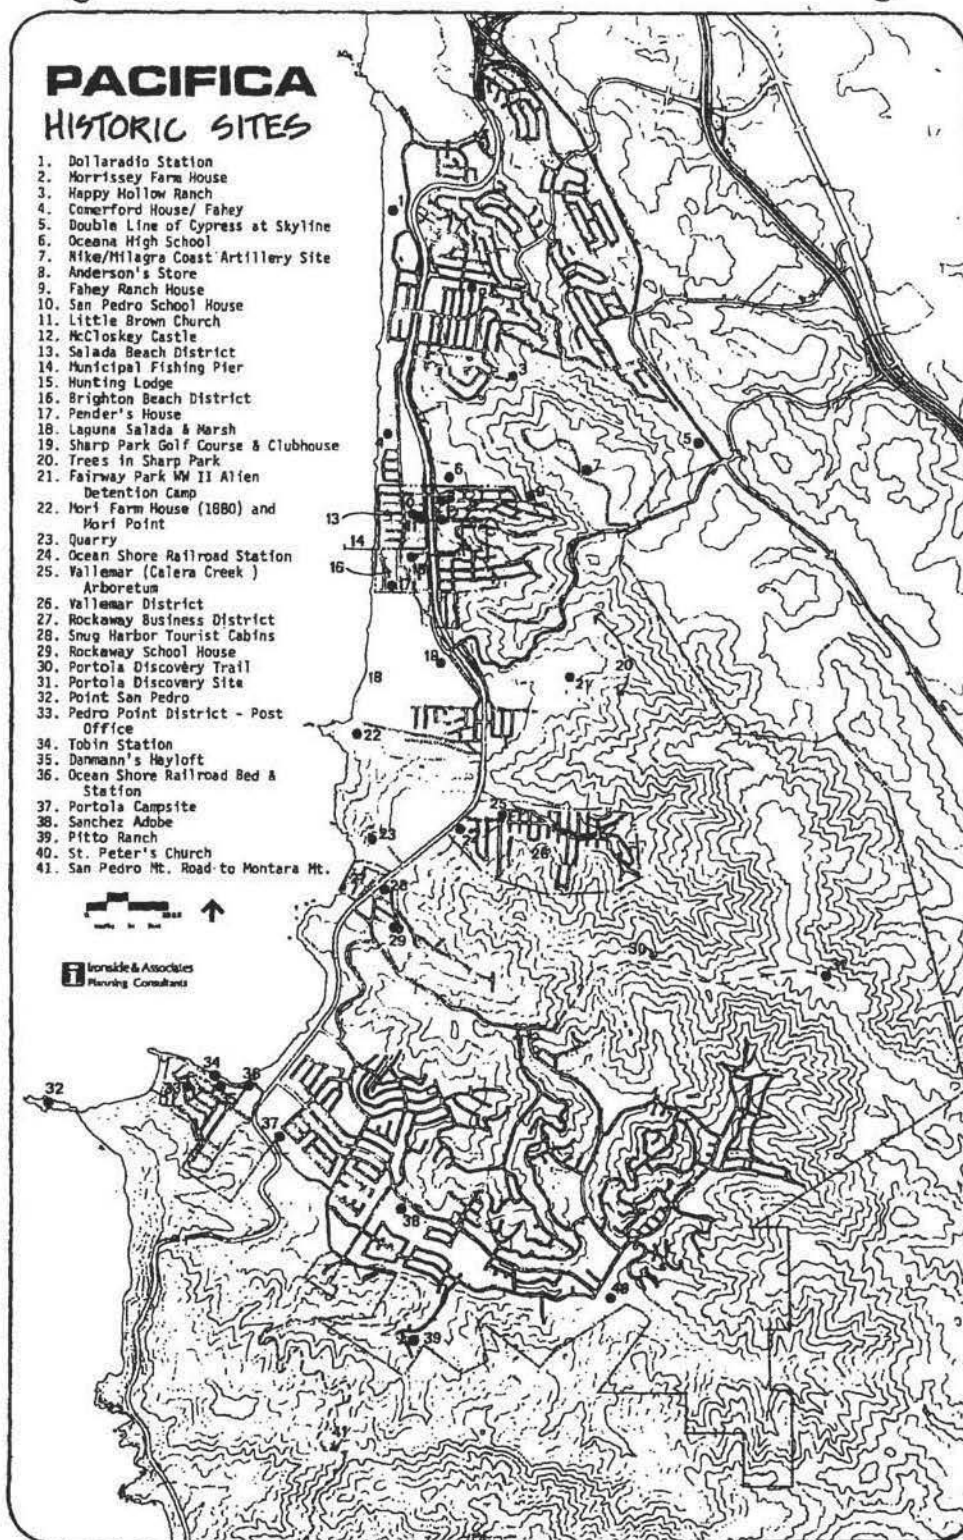 PACIFICA
HISTORIC SITES
1. Dollaradio Station
2. Morrissey Farm House
3. Happy Hollow Ranch
4. Comerford House/ Fahey
5. Double Line of Cypress at Skyline
6. Oceana High School
7. Nike/Milagra Coast Artillery Site
8. Anderson's Store
9. Fahey Ranch House
10. San Pedro School House
11. Little Brown Church
12. McCloskey Castle
13. Salada Beach District
14. Municipal Fishing Pier
15. Hunting Lodge
16. Brighton Beach District
17. Pender's House
18. Laguna Salada & Marsh
19. Sharp Park Golf Course & Clubhouse
20. Trees in Sharp Park
21. Fairway Park WW II Alien
Detention Camp
22. Mori Farm House (1880) and
Mori Point
23. Quarry
24. Ocean Shore Railroad Station
25. Vallemar (Calera Creek )
Arboretum
26. Vallemar District
27. Rockaway Business District
28. Snug Harbor Tourist Cabins
29. Rockaway School House
30. Portola Discovery Trail
31. Portola Discovery Site
32. Point San Pedro
33. Pedro Point District - Post
Office
34. Tobin Station
35. Danmann's Hayloft
36. Ocean Shore Railroad Bed &
Station
37. Portola Campsite
38. Sanchez Adobe
39. Pitto Ranch
40. St. Peter's Church
41. San Pedro Mt. Road to Montara Mt.
Ironside & Associates
Planning Consultants
1
3
4
5
6
7
9
13
14
16
17
18
19
20
21
22
23
25
26
28
29
30
32
33
34
35
36
37
38
39
40
41